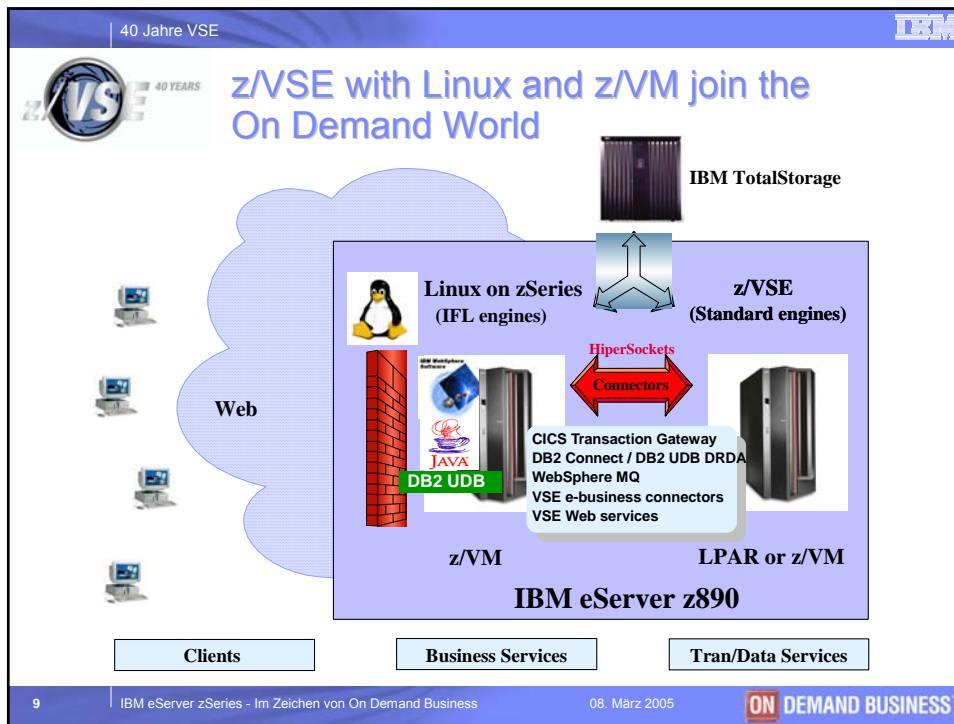 40 Jahre VSE
IBM
z/VSE 40 YEARS
z/VSE with Linux and z/VM join the
On Demand World
IBM TotalStorage
Linux on zSeries
(IFL engines)
z/VSE
(Standard engines)
HiperSockets
Connectors
IBM WebSphere
Software
Web
JAVA
DB2 UDB
CICS Transaction Gateway
DB2 Connect / DB2 UDB DRDA
WebSphere MQ
VSE e-business connectors
VSE Web services
z/VM
LPAR or z/VM
IBM eServer z890
Clients
Business Services
Tran/Data Services
9
IBM eServer zSeries - Im Zeichen von On Demand Business
08. März 2005
ON DEMAND BUSINESS